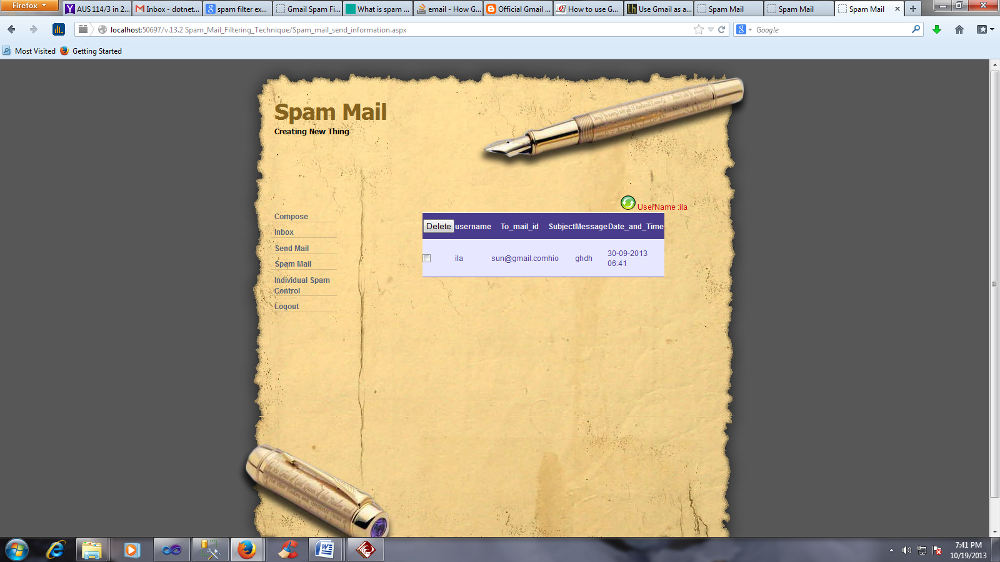 Firefox
AUS 114/3 in 2...
Inbox - dotnet...
spam filter ex...
Gmail Spam Fi...
What is spam ...
email - How G...
Official Gmail ...
How to use G...
Use Gmail as a...
Spam Mail
Spam Mail
Spam Mail
localhost:50697/v.13.2 Spam_Mail_Filtering_Technique/Spam_mail_send_information.aspx
Google
Most Visited
Getting Started
Spam Mail
Creating New Thing
UserName :ila
Compose
Inbox
Send Mail
Spam Mail
Individual Spam
Control
Logout
Delete username To_mail_id Subject Message Date_and_Time
ila sun@gmail.com hio ghdh 30-09-2013
06:41
7:41 PM
10/19/2013